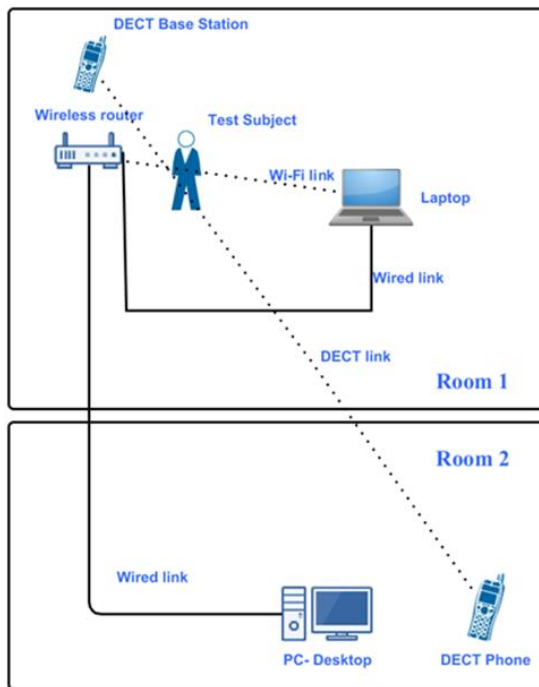 DECT Base Station
Wireless router
Test Subject
Wi-Fi link
Laptop
Wired link
DECT link
Room 1
Room 2
Wired link
PC- Desktop
DECT Phone